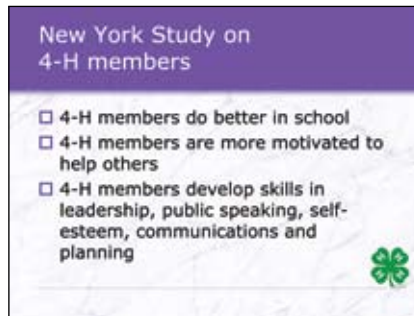 New York Study on
4-H members
4-H members do better in school
4-H members are more motivated to
help others
4-H members develop skills in
leadership, public speaking, self-
esteem, communications and
planning